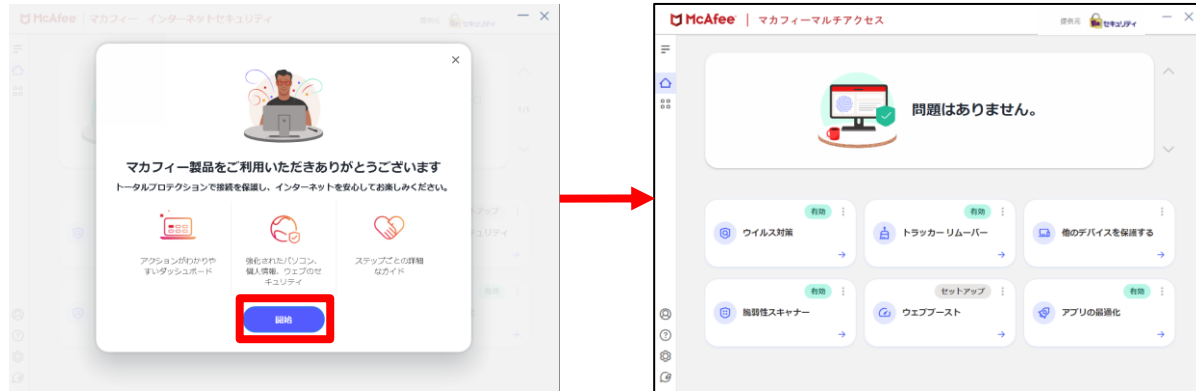 McAfee | マカフィー インターネットセキュリティ
提供元 セキュリティ
マカフィー製品をご利用いただきありがとうございます
トータルプロテクションで接続を保護し、インターネットを安心してお楽しみください。
アクションがわかりや
すいダッシュボード
強化されたパソコン、
個人情報、ウェブのセ
キュリティ
ステップごとの詳細
なガイド
開始
McAfee | マカフィーマルチアクセス
提供元 セキュリティ
問題はありません。
有効
ウイルス対策
有効
トラッカー リムーバー
他のデバイスを保護する
有効
脆弱性スキャナー
セットアップ
ウェブブースト
有効
アプリの最適化